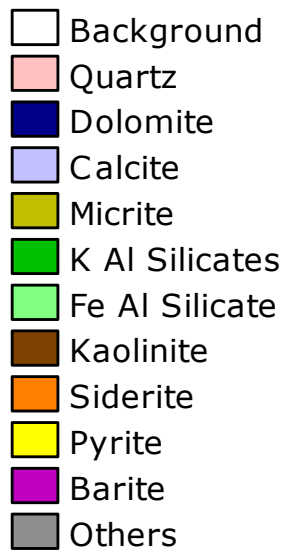 Background
Quartz
Dolomite
Calcite
Micrite
K Al Silicates
Fe Al Silicate
Kaolinite
Siderite
Pyrite
Barite
Others